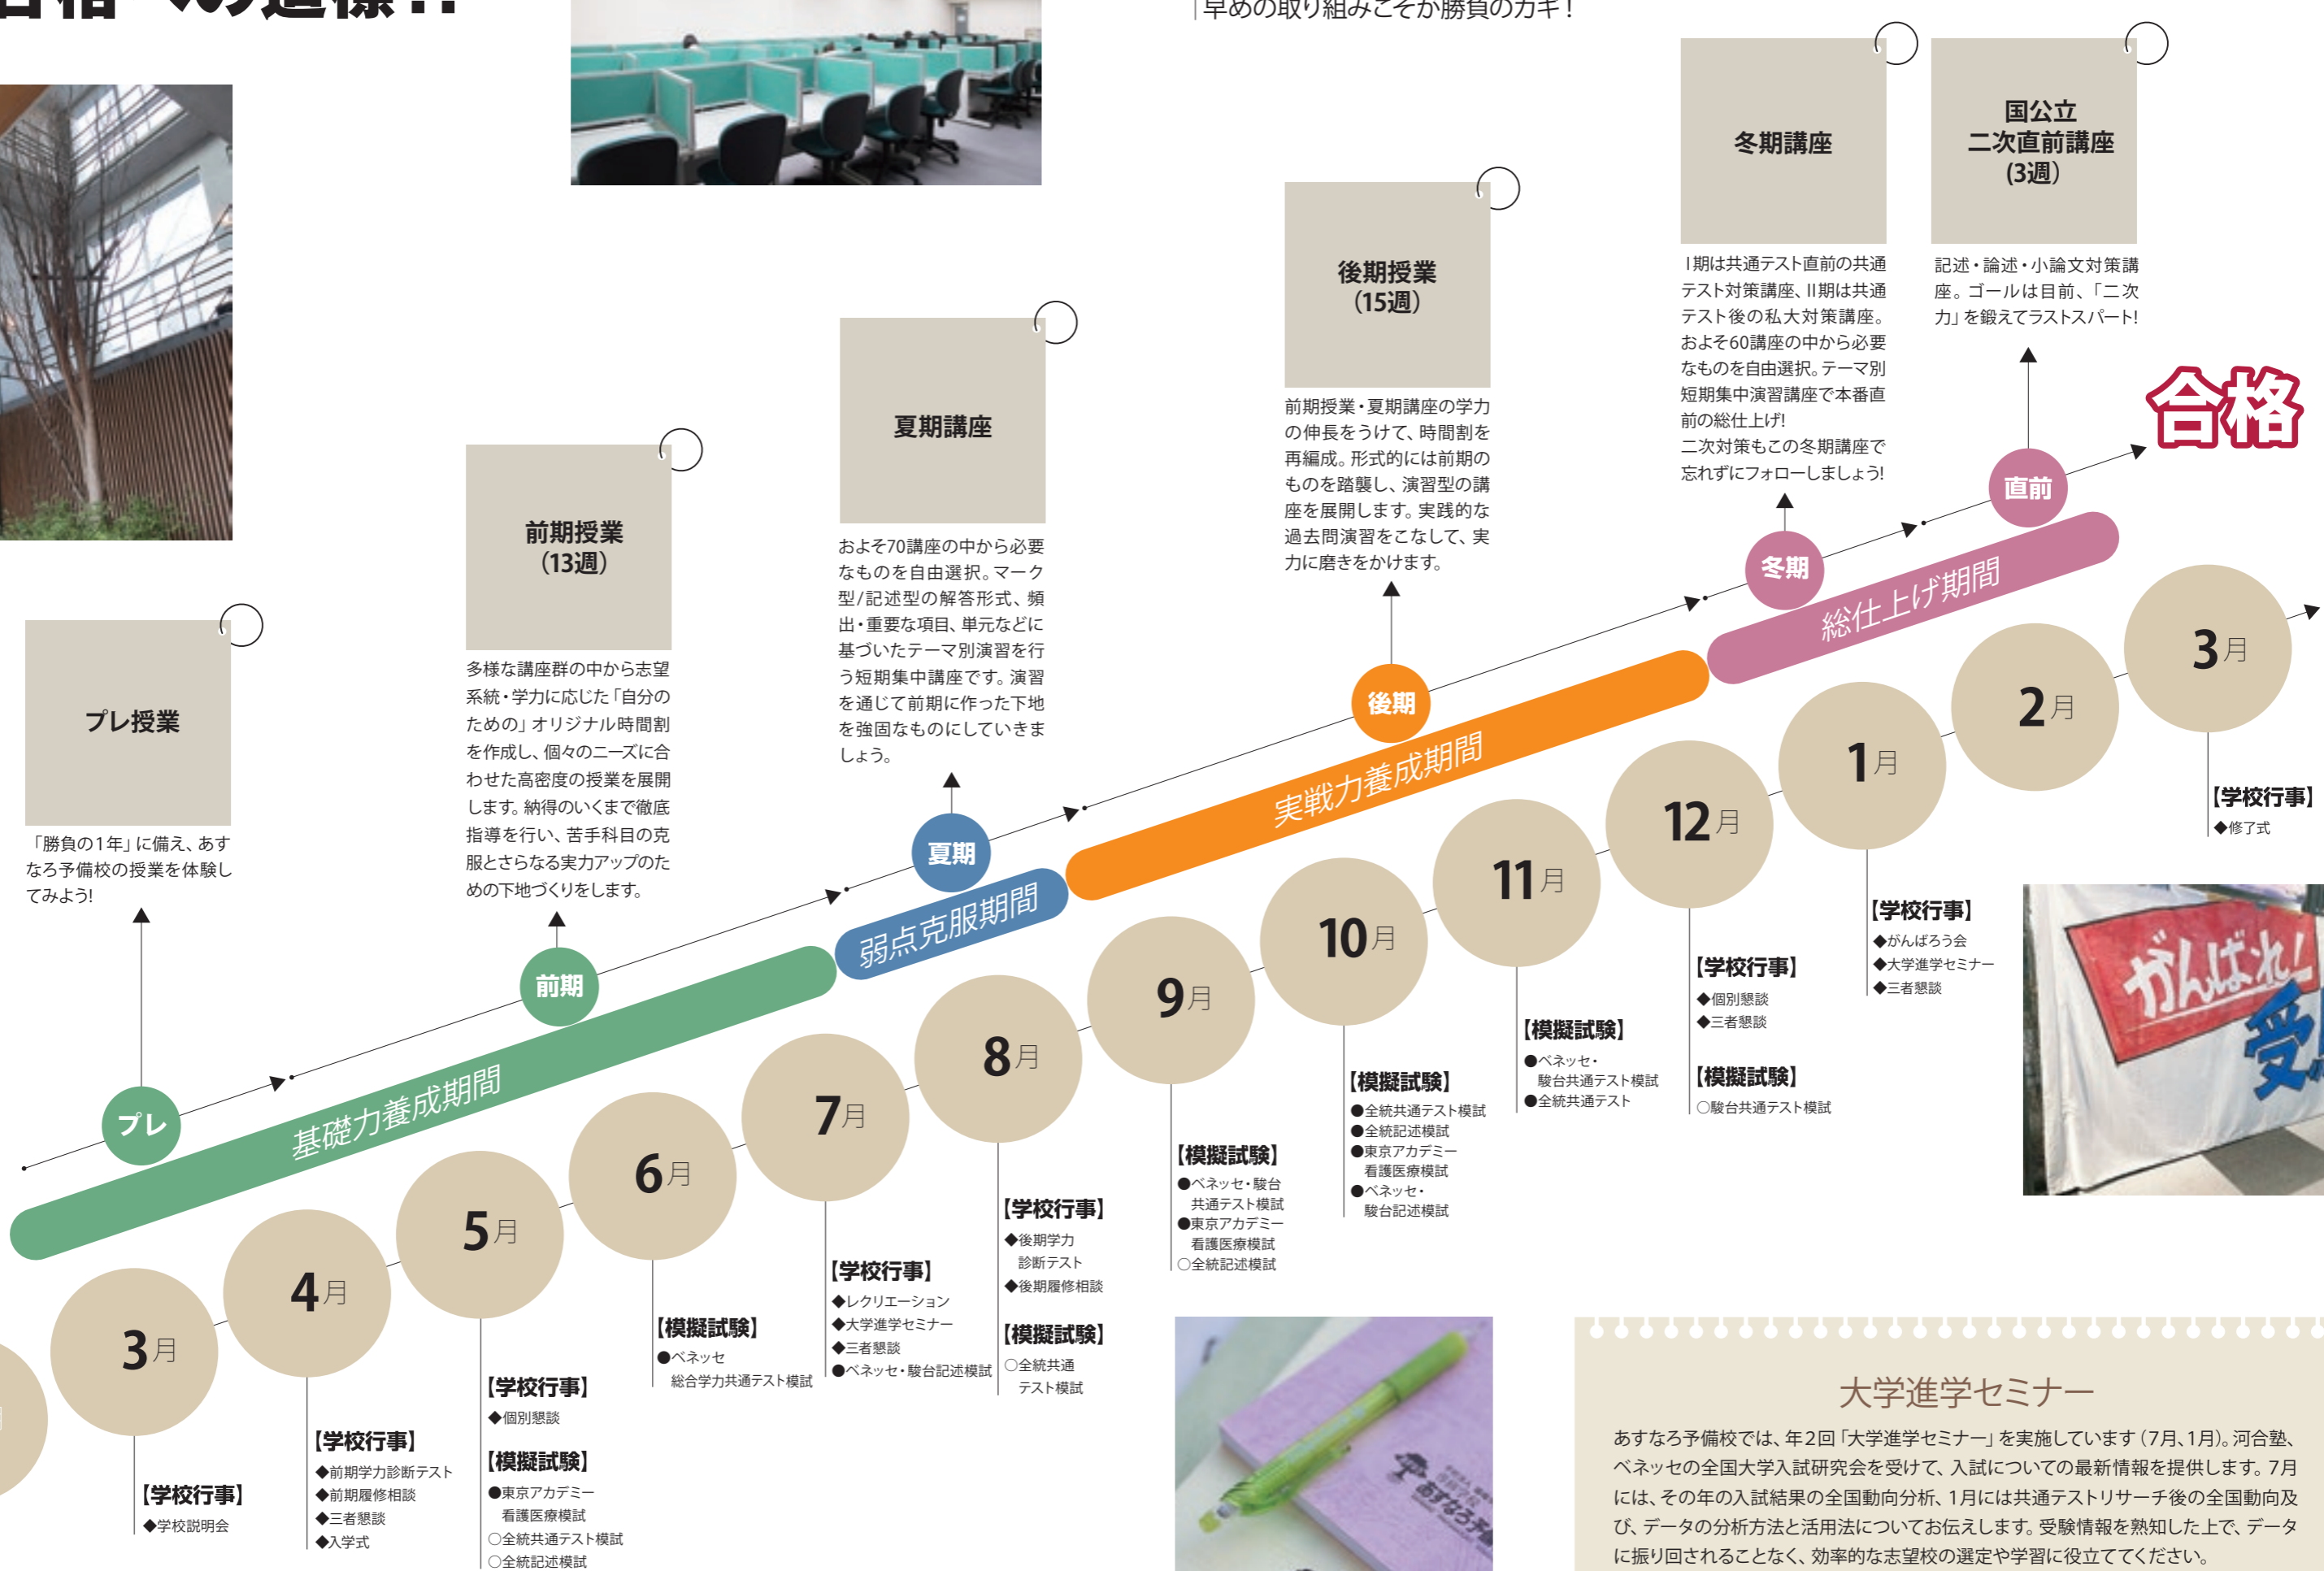 合格への道標!!
早めの取り組みこそが勝負のカギ!
プレ授業
「勝負の1年」に備え、あす
なろ予備校の授業を体験し
てみよう!
前期授業
(13週)
多様な講座群の中から志望
系統・学力に応じた「自分の
ための」オリジナル時間割
を作成し、個々のニーズに合
わせた高密度の授業を展開
します。納得のいくまで徹底
指導を行い、苦手科目の克
服とさらなる実力アップのた
めの下地づくりをします。
夏期講座
およそ70講座の中から必要
なものを自由選択。マーク
型/記述型の解答形式、頻
出・重要な項目、単元などに
基づいたテーマ別演習を行
う短期集中講座です。演習
を通じて前期に作った下地
を強固なものにしていきま
しょう。
後期授業
(15週)
前期授業・夏期講座の学力
の伸長をうけて、時間割を
再編成。形式的には前期の
ものを踏襲し、演習型の講
座を展開します。実践的な
過去問演習をこなして、実
力に磨きをかけます。
冬期講座
I期は共通テスト直前の共通
テスト対策講座、II期は共通
テスト後の私大対策講座。
およそ60講座の中から必要
なものを自由選択。テーマ別
短期集中演習講座で本番直
前の総仕上げ!
二次対策もこの冬期講座で
忘れずにフォローしましょう!
国公立
二次直前講座
(3週)
記述・論述・小論文対策講
座。ゴールは目前、「二次
力」を鍛えてラストスパート!
合格
プレ
前期
夏期
後期
冬期
直前
基礎力養成期間
弱点克服期間
実戦力養成期間
総仕上げ期間
3月
【学校行事】
◆学校説明会
4月
【学校行事】
◆前期学力診断テスト
◆前期履修相談
◆三者懇談
◆入学式
5月
【学校行事】
◆個別懇談
【模擬試験】
●東京アカデミー
看護医療模試
○全統共通テスト模試
○全統記述模試
6月
【模擬試験】
●ベネッセ
総合学力共通テスト模試
7月
【学校行事】
◆レクリエーション
◆大学進学セミナー
◆三者懇談
●ベネッセ・駿台記述模試
8月
【学校行事】
◆後期学力
診断テスト
◆後期履修相談
【模擬試験】
○全統共通
テスト模試
9月
【模擬試験】
●ベネッセ・駿台
共通テスト模試
●東京アカデミー
看護医療模試
○全統記述模試
10月
【模擬試験】
●全統共通テスト模試
●全統記述模試
●東京アカデミー
看護医療模試
●ベネッセ・
駿台記述模試
11月
【模擬試験】
●ベネッセ・
駿台共通テスト模試
●全統共通テスト
12月
【学校行事】
◆個別懇談
◆三者懇談
【模擬試験】
○駿台共通テスト模試
1月
【学校行事】
◆がんばろう会
◆大学進学セミナー
◆三者懇談
2月
3月
【学校行事】
◆修了式
がんばれ!
受
あすなろ予
大学進学セミナー
あすなろ予備校では、年2回「大学進学セミナー」を実施しています(7月、1月)。河合塾、
ベネッセの全国大学入試研究会を受けて、入試についての最新情報を提供します。7月
には、その年の入試結果の全国動向分析、1月には共通テストリサーチ後の全国動向及
び、データの分析方法と活用法についてお伝えします。受験情報を熟知した上で、データ
に振り回されることなく、効率的な志望校の選定や学習に役立ててください。